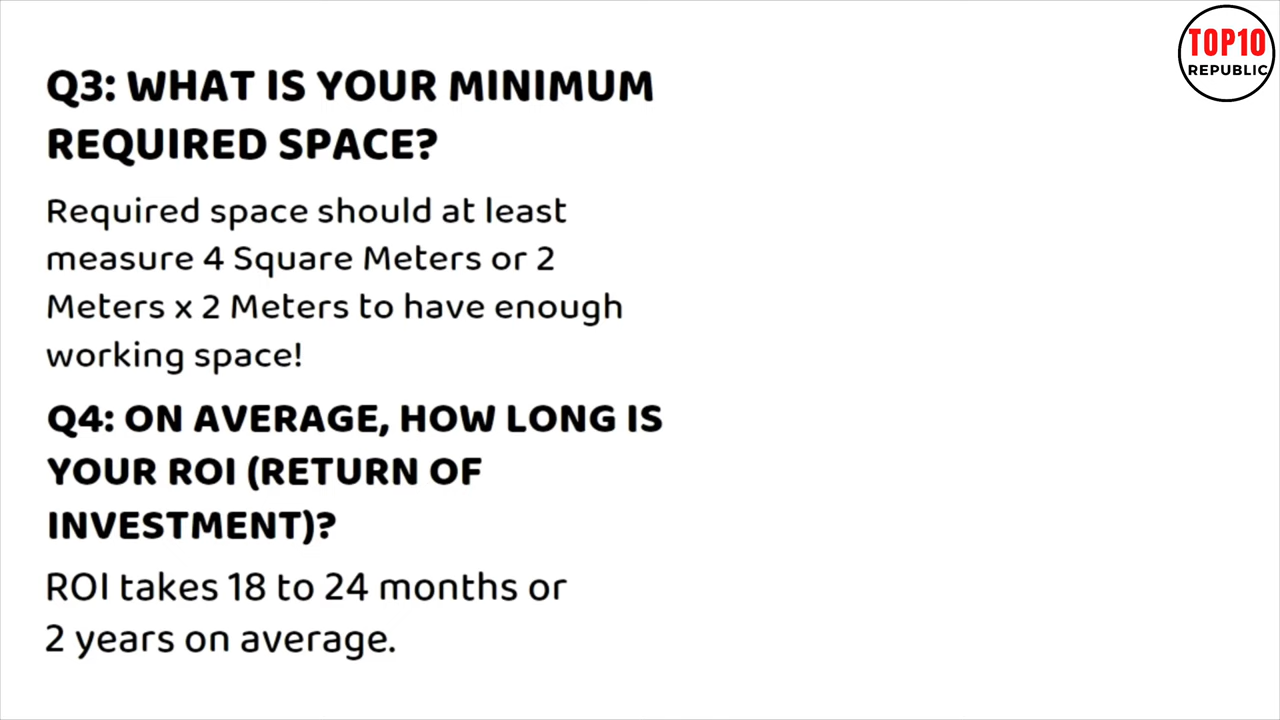 TOP10
REPUBLIC
Q3: WHAT IS YOUR MINIMUM
REQUIRED SPACE?
Required space should at least
measure 4 Square Meters or 2
Meters x 2 Meters to have enough
working space!
Q4: ON AVERAGE, HOW LONG IS
YOUR ROI (RETURN OF
INVESTMENT)?
ROI takes 18 to 24 months or
2 years on average.